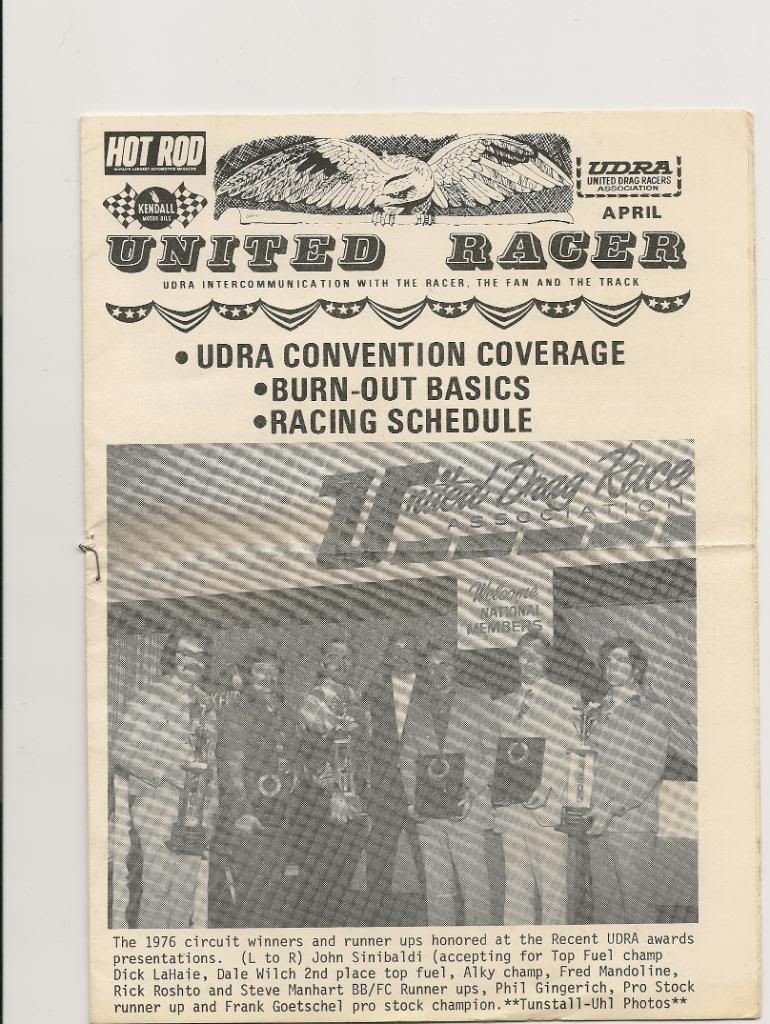 HOT ROD
WORLD'S LARGEST AUTOMOTIVE MAGAZINE
KENDALL
MOTOR OILS
UDRA
UNITED DRAG RACERS
ASSOCIATION
APRIL
UNITED RACER
UDRA INTERCOMMUNICATION WITH THE RACER, THE FAN AND THE TRACK
• UDRA CONVENTION COVERAGE
•BURN-OUT BASICS
•RACING SCHEDULE
United Drag Race
ASSOCIATION
Welcome
NATIONAL
MEMBERS
The 1976 circuit winners and runner ups honored at the Recent UDRA awards
presentations. (L to R) John Sinibaldi (accepting for Top Fuel champ
Dick LaHaie, Dale Wilch 2nd place top fuel, Alky champ, Fred Mandoline,
Rick Roshto and Steve Manhart BB/FC Runner ups, Phil Gingerich, Pro Stock
runner up and Frank Goetschel pro stock champion.**Tunstall-Uhl Photos**